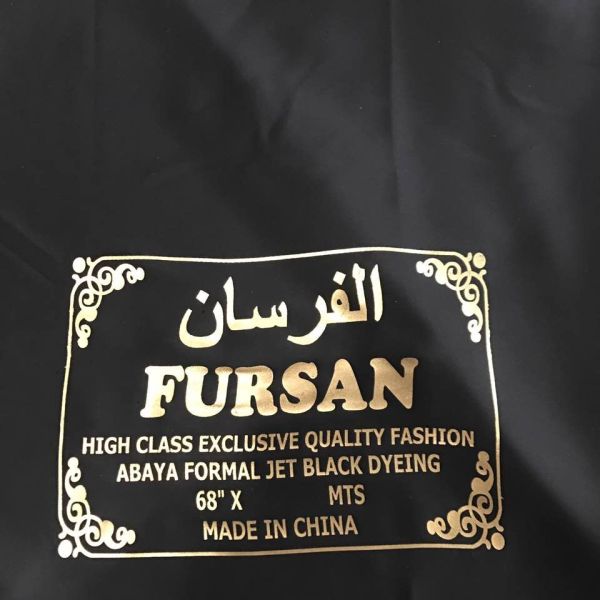 الفرسان
FURSAN
HIGH CLASS EXCLUSIVE QUALITY FASHION
ABAYA FORMAL JET BLACK DYEING
68" X MTS
MADE IN CHINA